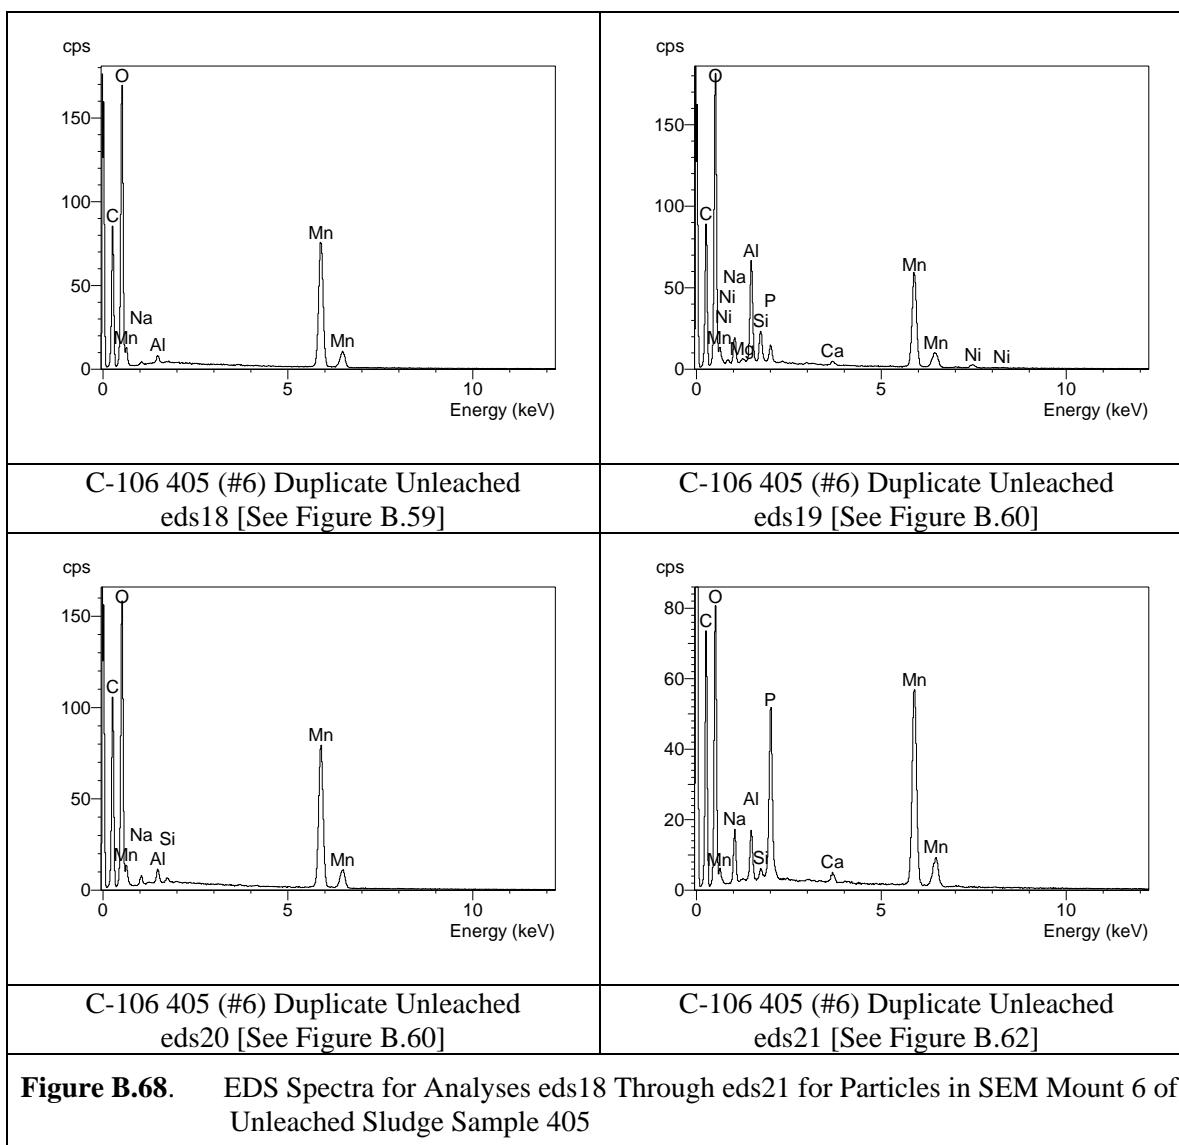 cps
O
150
100
C
Mn
50
Na
Mn
Al
Mn
0
0
5
10
Energy (keV)
C-106 405 (#6) Duplicate Unleached
eds18 [See Figure B.59]
cps
O
150
100
C
Al
Mn
50
Na
Ni
P
Ni
Si
Mn
Mg
Ca
Mn
Ni
Ni
0
0
5
10
Energy (keV)
C-106 405 (#6) Duplicate Unleached
eds19 [See Figure B.60]
cps
O
150
C
100
Mn
50
Na
Si
Mn
Al
Mn
0
0
5
10
Energy (keV)
C-106 405 (#6) Duplicate Unleached
eds20 [See Figure B.60]
cps
O
80
C
60
Mn
P
40
Al
20
Na
Mn
Si
Ca
Mn
0
0
5
10
Energy (keV)
C-106 405 (#6) Duplicate Unleached
eds21 [See Figure B.62]
Figure B.68. EDS Spectra for Analyses eds18 Through eds21 for Particles in SEM Mount 6 of
Unleached Sludge Sample 405